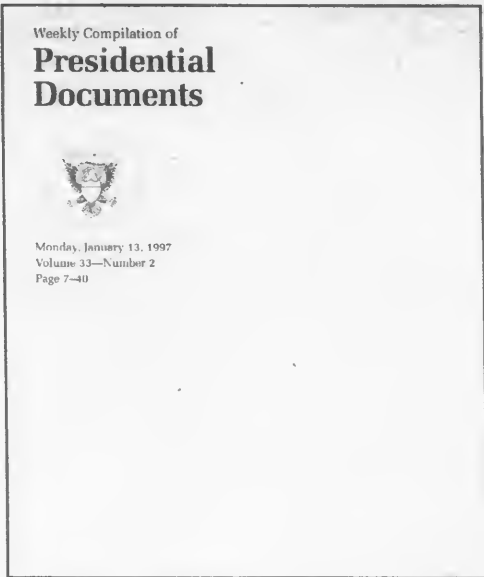 Weekly Compilation of
Presidential
Documents
Monday, January 13, 1997
Volume 33—Number 2
Page 7–40